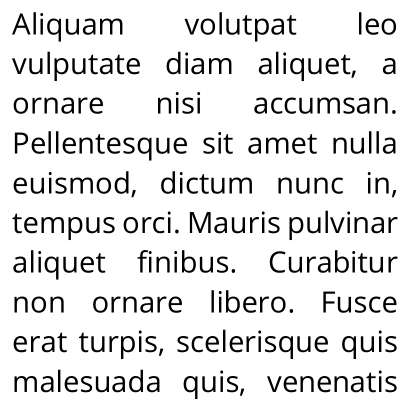 Aliquam volutpat leo
vulputate diam aliquet, a
ornare nisi accumsan.
Pellentesque sit amet nulla
euismod, dictum nunc in,
tempus orci. Mauris pulvinar
aliquet finibus. Curabitur
non ornare libero. Fusce
erat turpis, scelerisque quis
malesuada quis, venenatis